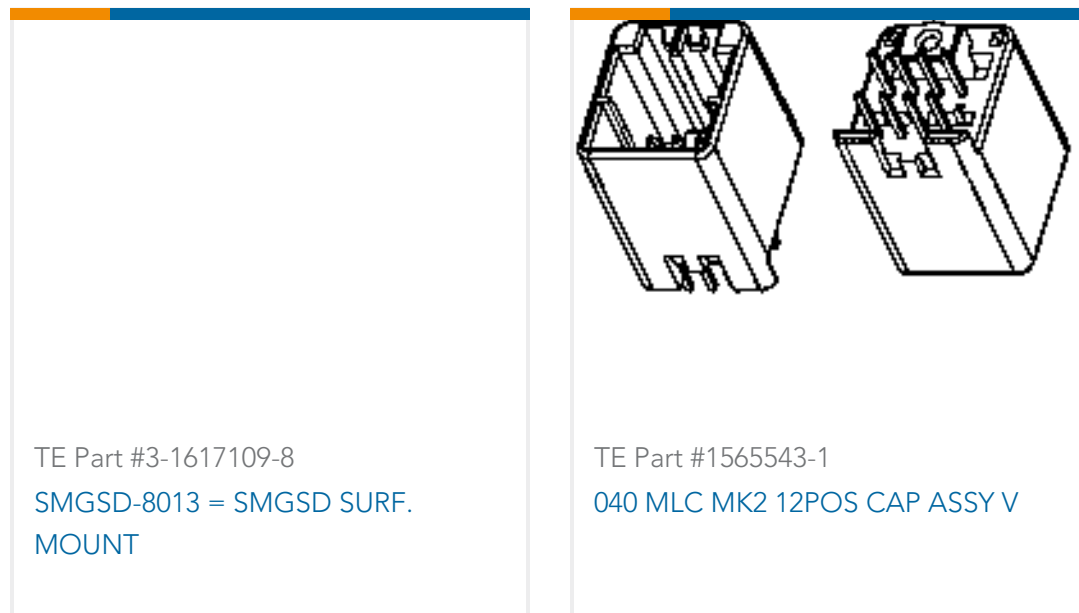 TE Part #3-1617109-8
SMGSD-8013 = SMGSD SURF.
MOUNT
TE Part #1565543-1
040 MLC MK2 12POS CAP ASSY V